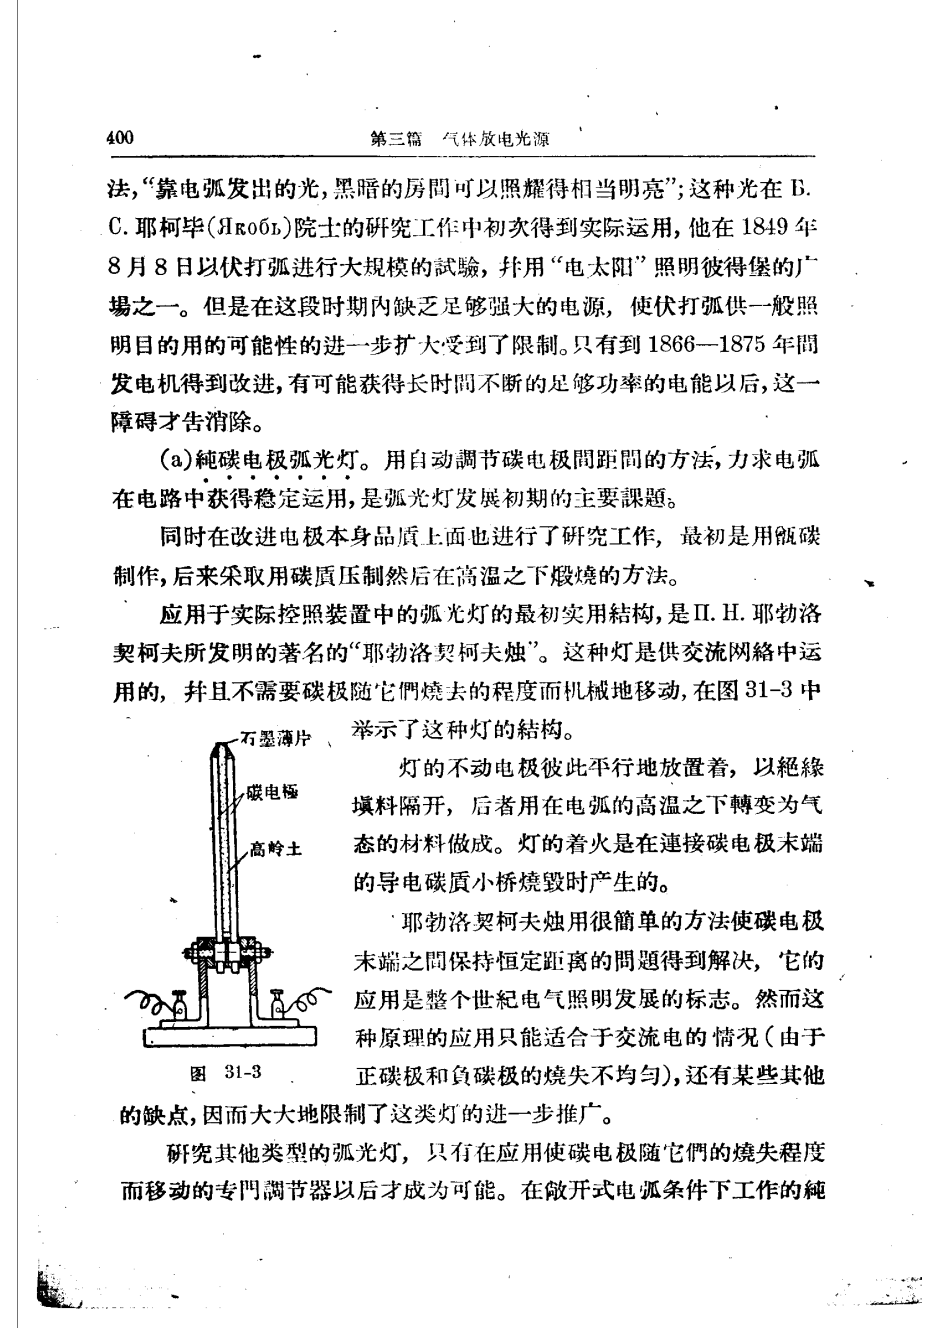 400
第三篇 气体放电光源
法，“靠电弧发出的光，黑暗的房間可以照耀得相当明亮”；这种光在 Б.
С. 耶柯毕(Якобь)院士的研究工作中初次得到实际运用，他在 1849 年
8 月 8 日以伏打弧进行大規模的試驗，幷用“电太阳”照明彼得堡的广
場之一。但是在这段时期內缺乏足够强大的电源，使伏打弧供一般照
明目的用的可能性的进一步扩大受到了限制。只有到 1866—1875 年間
发电机得到改进，有可能获得长时間不断的足够功率的电能以后，这一
障碍才告消除。
(a)純碳电极弧光灯。用自动調节碳电极間距間的方法，力求电弧
在电路中获得稳定运用，是弧光灯发展初期的主要課題。
同时在改进电极本身品质上面也进行了研究工作，最初是用甑碳
制作，后来采取用碳质压制然后在高温之下煅燒的方法。
应用于实际控照装置中的弧光灯的最初实用結构，是П. Н. 耶勃洛
契柯夫所发明的著名的“耶勃洛契柯夫烛”。这种灯是供交流网絡中运
用的，幷且不需要碳极随它們燒去的程度而机械地移动，在图 31-3 中
举示了这种灯的結构。
灯的不动电极彼此平行地放置着，以絕緣
塡料隔开，后者用在电弧的高温之下轉变为气
态的材料做成。灯的着火是在連接碳电极末端
的导电碳质小桥燒毁时产生的。
耶勃洛契柯夫烛用很簡单的方法使碳电极
末端之間保持恒定距离的問題得到解决，它的
应用是整个世紀电气照明发展的标志。然而这
种原理的应用只能适合于交流电的情况(由于
正碳极和負碳极的燒失不均匀)，还有某些其他
石墨薄片
碳电極
高岭土
图 31-3
的缺点，因而大大地限制了这类灯的进一步推广。
研究其他类型的弧光灯，只有在应用使碳电极随它們的燒失程度
而移动的专門調节器以后才成为可能。在敞开式电弧条件下工作的純